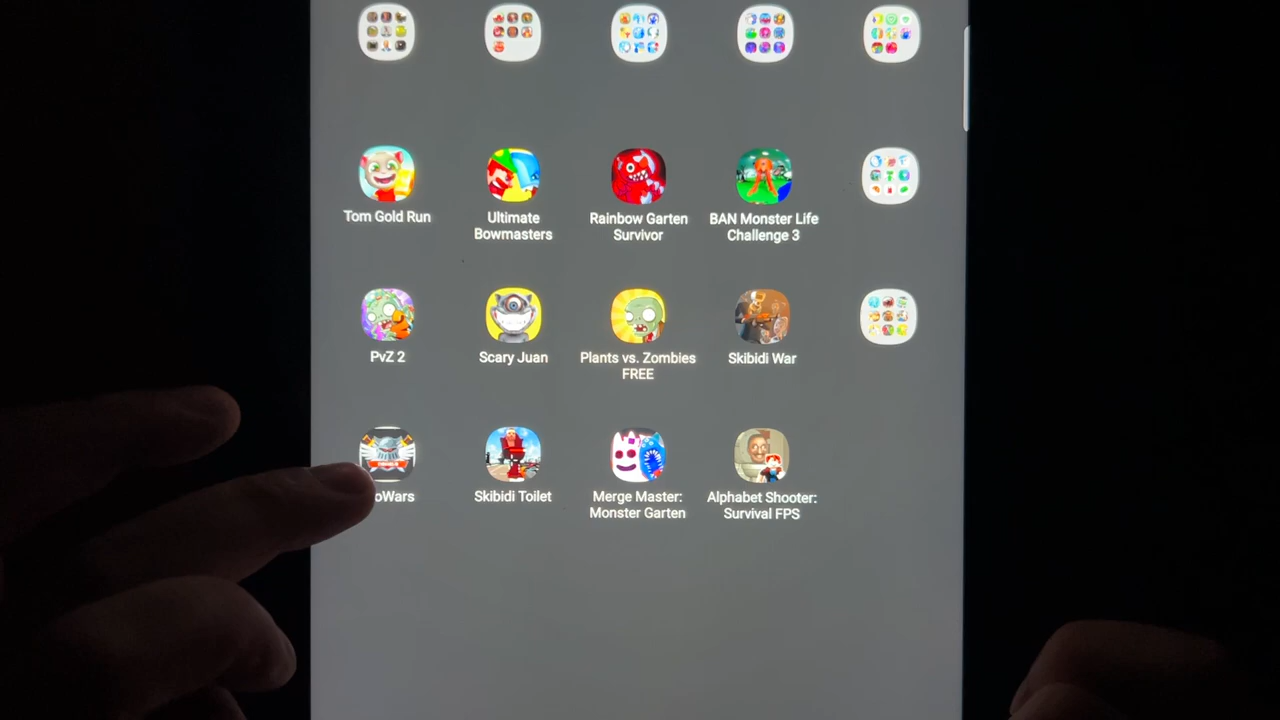 Tom Gold Run
Ultimate
Bowmasters
Rainbow Garten
Survivor
BAN Monster Life
Challenge 3
PvZ 2
Scary Juan
Plants vs. Zombies
FREE
Skibidi War
oWars
Skibidi Toilet
Merge Master:
Monster Garten
Alphabet Shooter:
Survival FPS